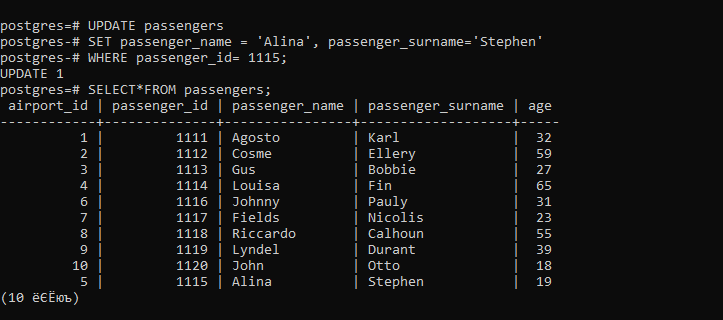 postgres=# UPDATE passengers
postgres-# SET passenger_name = 'Alina', passenger_surname='Stephen'
postgres-# WHERE passenger_id= 1115;
UPDATE 1
postgres=# SELECT*FROM passengers;
 airport_id | passenger_id | passenger_name | passenger_surname | age
------------+--------------+----------------+-------------------+-----
          1 |         1111 | Agosto         | Karl              |  32
          2 |         1112 | Cosme          | Ellery            |  59
          3 |         1113 | Gus            | Bobbie            |  27
          4 |         1114 | Louisa         | Fin               |  65
          6 |         1116 | Johnny         | Pauly             |  31
          7 |         1117 | Fields         | Nicolis           |  23
          8 |         1118 | Riccardo       | Calhoun           |  55
          9 |         1119 | Lyndel         | Durant            |  39
         10 |         1120 | John           | Otto              |  18
          5 |         1115 | Alina          | Stephen           |  19
(10 ёЄЁюъ)